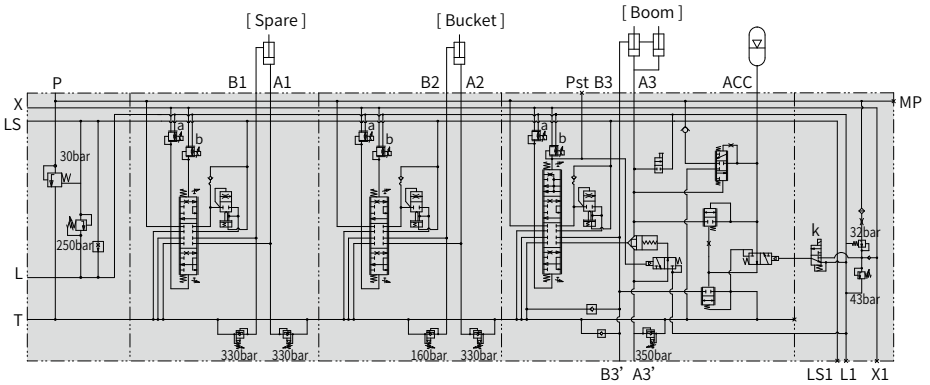 [ Spare ]
[ Bucket ]
[ Boom ]
P
B1
A1
B2
A2
Pst
B3
A3
ACC
X
MP
LS
a
b
a
b
a
b
30bar
k
250bar
32bar
L
43bar
T
330bar
330bar
160bar
330bar
350bar
B3’
A3’
LS1
L1
X1